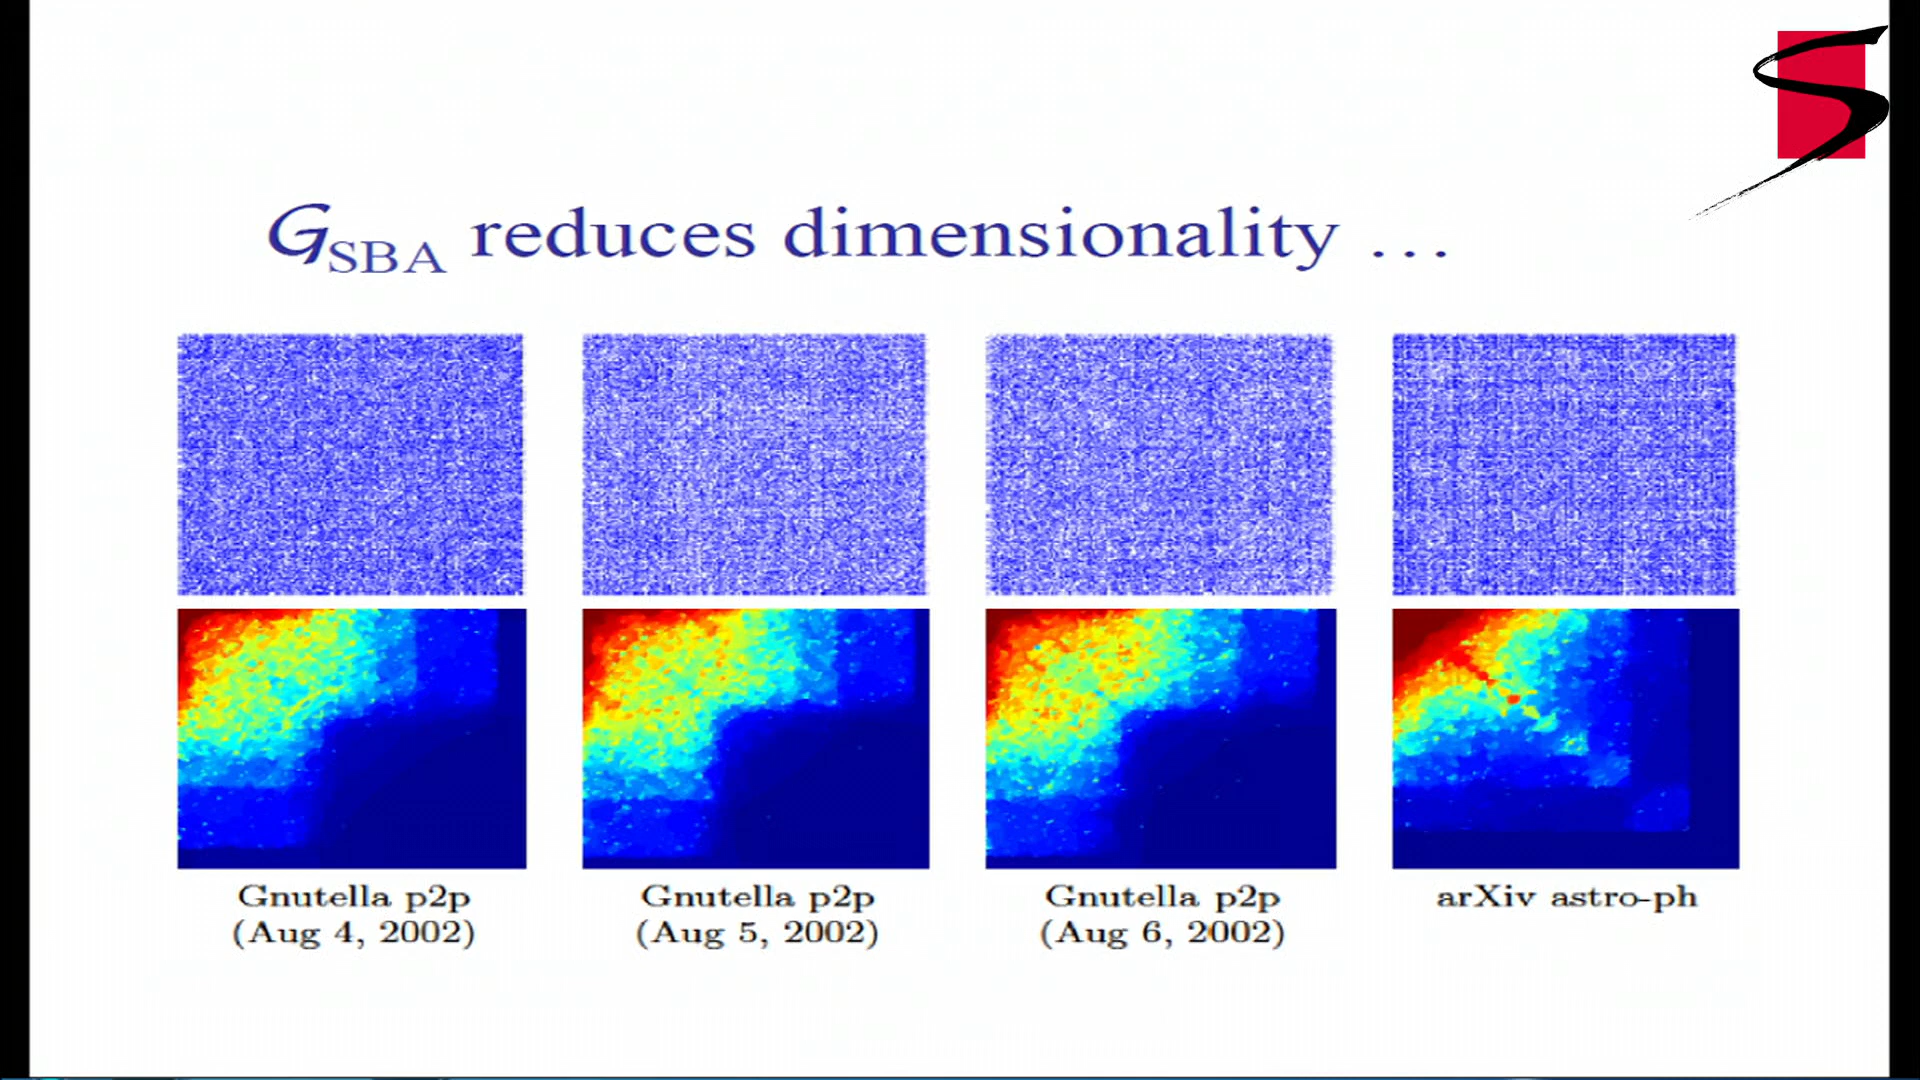 G_SBA reduces dimensionality ...
Gnutella p2p
(Aug 4, 2002)
Gnutella p2p
(Aug 5, 2002)
Gnutella p2p
(Aug 6, 2002)
arXiv astro-ph